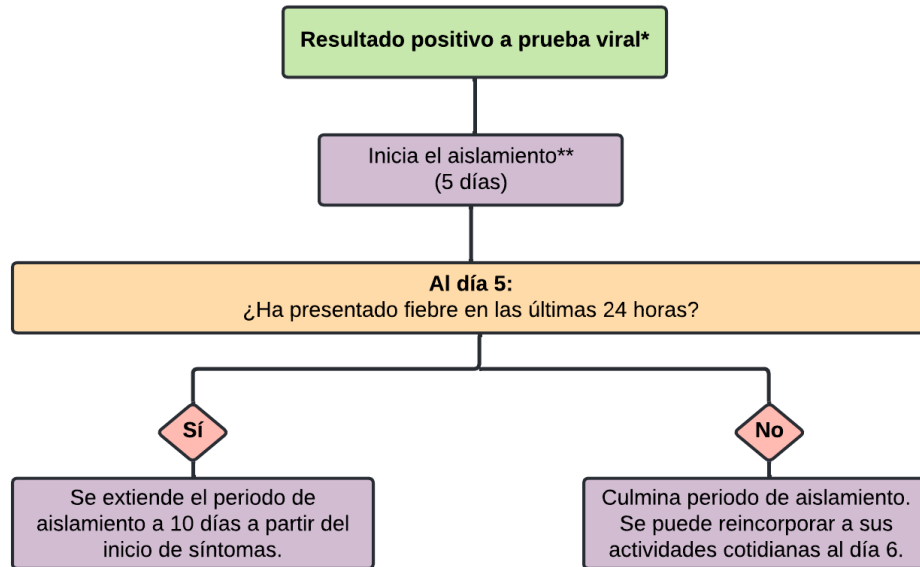 Resultado positivo a prueba viral*
Inicia el aislamiento**
(5 días)
Al día 5:
¿Ha presentado fiebre en las últimas 24 horas?
Sí
No
Se extiende el periodo de
aislamiento a 10 días a partir del
inicio de síntomas.
Culmina periodo de aislamiento.
Se puede reincorporar a sus
actividades cotidianas al día 6.